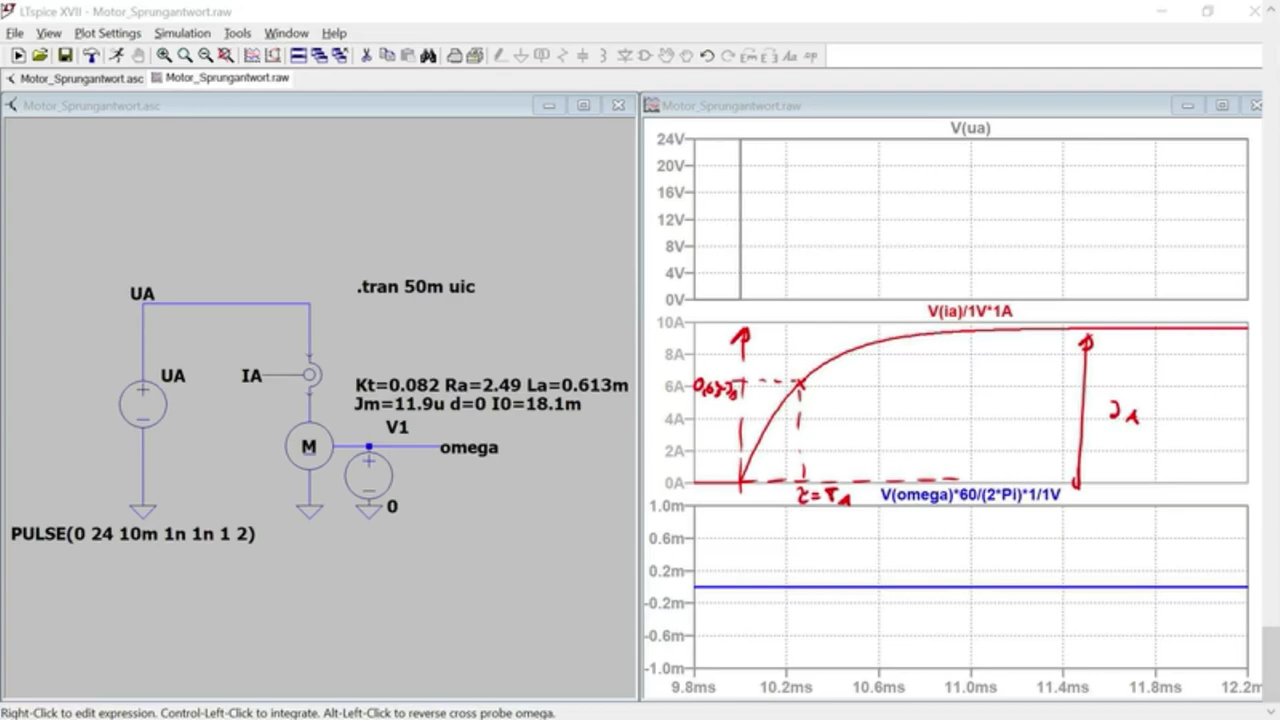 LTspice XVII - Motor_Sprungantwort.raw
File View Plot Settings Simulation Tools Window Help
Motor_Sprungantwort.asc Motor_Sprungantwort.raw
Motor_Sprungantwort.asc
UA
.tran 50m uic
UA
IA
Kt=0.082 Ra=2.49 La=0.613m
Jm=11.9u d=0 I0=18.1m
V1
M
omega
0
PULSE(0 24 10m 1n 1n 1 2)
Motor_Sprungantwort.raw
V(ua)
24V
20V
16V
12V
8V
4V
0V
V(ia)/1V*1A
10A
8A
6A
4A
2A
0A
V(omega)*60/(2*Pi)*1/1V
1.0m
0.6m
0.2m
-0.2m
-0.6m
-1.0m
9.8ms 10.2ms 10.6ms 11.0ms 11.4ms 11.8ms 12.2m
Right-Click to edit expression. Control-Left-Click to integrate. Alt-Left-Click to reverse cross probe omega.